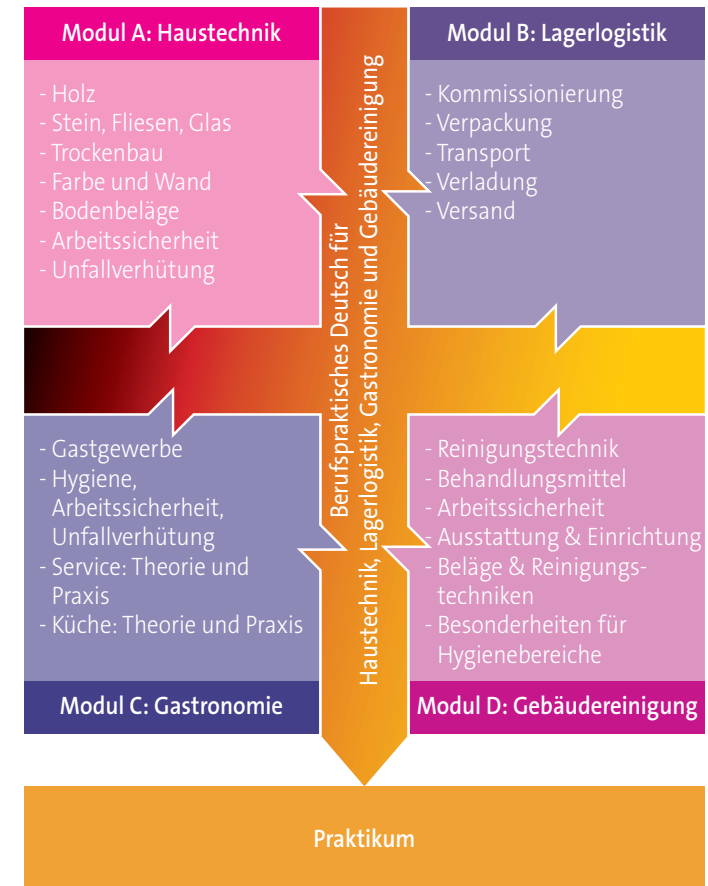 Modul A: Haustechnik
- Holz
- Stein, Fliesen, Glas
- Trockenbau
- Farbe und Wand
- Bodenbeläge
- Arbeitssicherheit
- Unfallverhütung
Modul B: Lagerlogistik
- Kommissionierung
- Verpackung
- Transport
- Verladung
- Versand
Berufspraktisches Deutsch für
Haustechnik, Lagerlogistik, Gastronomie und Gebäudereinigung
- Gastgewerbe
- Hygiene,
Arbeitssicherheit,
Unfallverhütung
- Service: Theorie und
Praxis
- Küche: Theorie und Praxis
Modul C: Gastronomie
- Reinigungstechnik
- Behandlungsmittel
- Arbeitssicherheit
- Ausstattung & Einrichtung
- Beläge & Reinigungs-
techniken
- Besonderheiten für
Hygienebereiche
Modul D: Gebäudereinigung
Praktikum